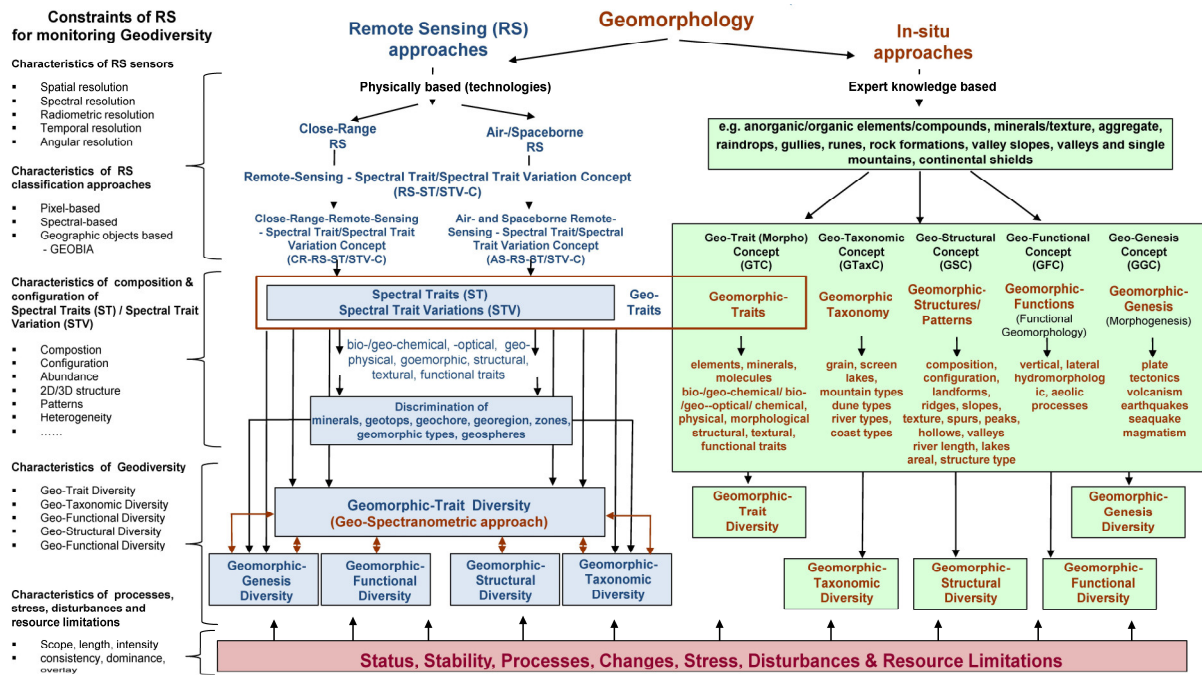 Constraints of RS
for monitoring Geodiversity
Characteristics of RS sensors
▪ Spatial resolution
▪ Spectral resolution
▪ Radiometric resolution
▪ Temporal resolution
▪ Angular resolution
Characteristics of RS
classification approaches
▪ Pixel-based
▪ Spectral-based
▪ Geographic objects based
- GEOBIA
Characteristics of composition &
configuration of
Spectral Traits (ST) / Spectral Trait
Variation (STV)
▪ Compostion
▪ Configuration
▪ Abundance
▪ 2D/3D structure
▪ Patterns
▪ Heterogeneity
▪ ……
Characteristics of Geodiversity
▪ Geo-Trait Diversity
▪ Geo-Taxonomic Diversity
▪ Geo-Functional Diversity
▪ Geo-Structural Diversity
▪ Geo-Functional Diversity
Characteristics of processes,
stress, disturbances and
resource limitations
▪ Scope, length, intensity
▪ consistency, dominance,
overlay
Geomorphology
Remote Sensing (RS)
approaches
Physically based (technologies)
Close-Range
RS
Air-/Spaceborne
RS
Remote-Sensing - Spectral Trait/Spectral Trait Variation Concept
(RS-ST/STV-C)
Close-Range-Remote-Sensing
- Spectral Trait/Spectral Trait
Variation Concept
(CR-RS-ST/STV-C)
Air- and Spaceborne Remote-
Sensing - Spectral Trait/Spectral
Trait Variation Concept
(AS-RS-ST/STV-C)
Spectral Traits (ST)
Spectral Trait Variations (STV)
Geo-
Traits
bio-/geo-chemical, -optical, geo-
physical, goemorphic, structural,
textural, functional traits
Discrimination of
minerals, geotops, geochore, georegion, zones,
geomorphic types, geospheres
Geomorphic-Trait Diversity
(Geo-Spectranometric approach)
Geomorphic-
Genesis
Diversity
Geomorphic-
Functional
Diversity
Geomorphic-
Structural
Diversity
Geomorphic-
Taxonomic
Diversity
In-situ
approaches
Expert knowledge based
e.g. anorganic/organic elements/compounds, minerals/texture, aggregate,
raindrops, gullies, runes, rock formations, valley slopes, valleys and single
mountains, continental shields
Geo-Trait (Morpho)
Concept
(GTC)
Geomorphic-
Traits
elements, minerals,
molecules
bio-/geo-chemical/ bio-
/geo--optical/ chemical,
physical, morphological
structural, textural,
functional traits
Geo-Taxonomic
Concept
(GTaxC)
Geomorphic
Taxonomy
grain, screen
lakes,
mountain types
dune types
river types,
coast types
Geo-Structural
Concept
(GSC)
Geomorphic-
Structures/
Patterns
composition,
configuration,
landforms,
ridges, slopes,
texture, spurs, peaks,
hollows, valleys
river length, lakes
areal, structure type
Geo-Functional
Concept
(GFC)
Geomorphic-
Functions
(Functional
Geomorphology)
vertical, lateral
hydromorpholog
ic, aeolic
processes
Geo-Genesis
Concept
(GGC)
Geomorphic-
Genesis
(Morphogenesis)
plate
tectonics
volcanism
earthquakes
seaquake
magmatism
Geomorphic-
Trait
Diversity
Geomorphic-
Genesis
Diversity
Geomorphic-
Taxonomic
Diversity
Geomorphic-
Structural
Diversity
Geomorphic-
Functional
Diversity
Status, Stability, Processes, Changes, Stress, Disturbances & Resource Limitations